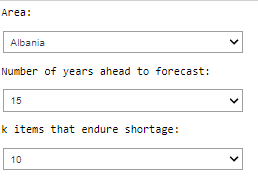 Area:
Albania
Number of years ahead to forecast:
15
k items that endure shortage:
10